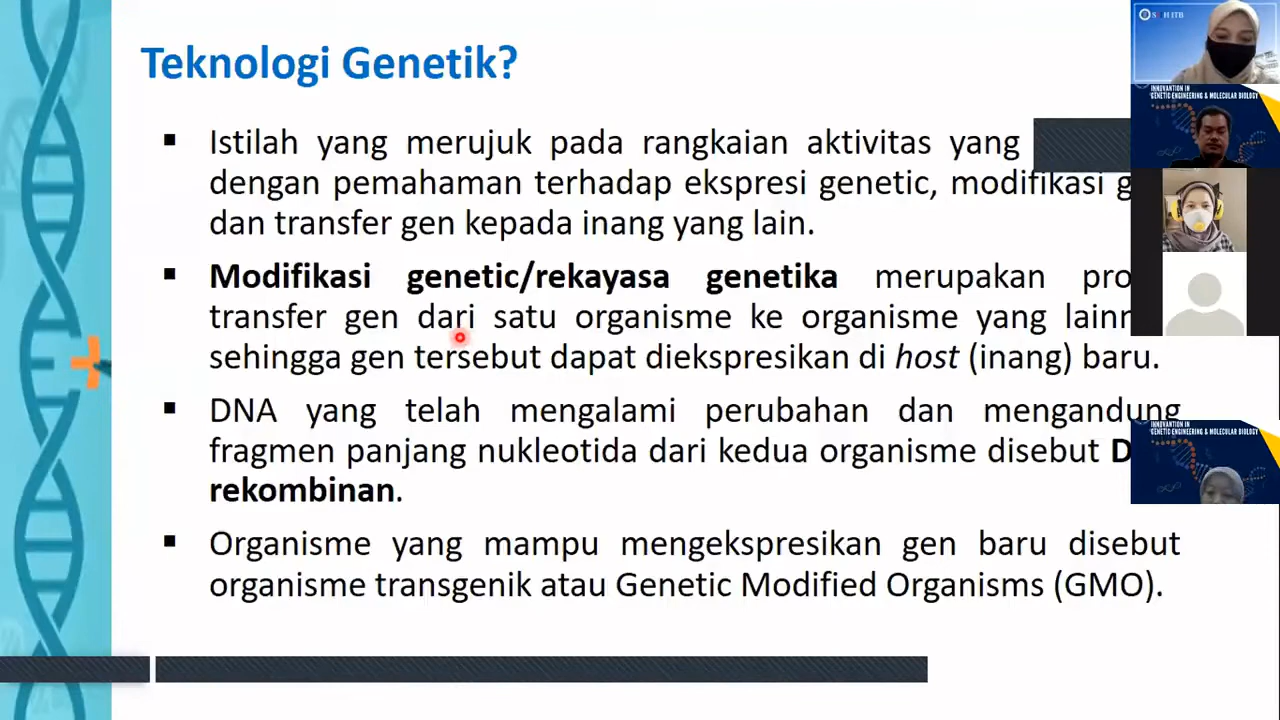 Teknologi Genetik?
▪ Istilah yang merujuk pada rangkaian aktivitas yang
dengan pemahaman terhadap ekspresi genetic, modifikasi
dan transfer gen kepada inang yang lain.
▪ Modifikasi genetic/rekayasa genetika merupakan
transfer gen dari satu organisme ke organisme yang
sehingga gen tersebut dapat diekspresikan di host (inang) baru.
▪ DNA yang telah mengalami perubahan dan mengandung
fragmen panjang nukleotida dari kedua organisme disebut
rekombinan.
▪ Organisme yang mampu mengekspresikan gen baru disebut
organisme transgenik atau Genetic Modified Organisms (GMO).
ITB
INNOVANTION IN
GENETIC ENGINEERING & MOLECULAR BIOLOGY
INNOVANTION IN
GENETIC ENGINEERING & MOLECULAR BIOLOGY